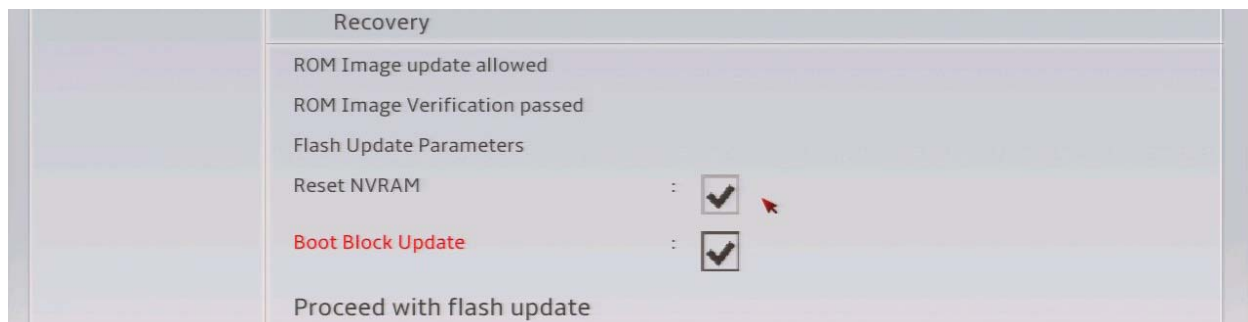 Recovery
ROM Image update allowed
ROM Image Verification passed
Flash Update Parameters
Reset NVRAM :
Boot Block Update :
Proceed with flash update